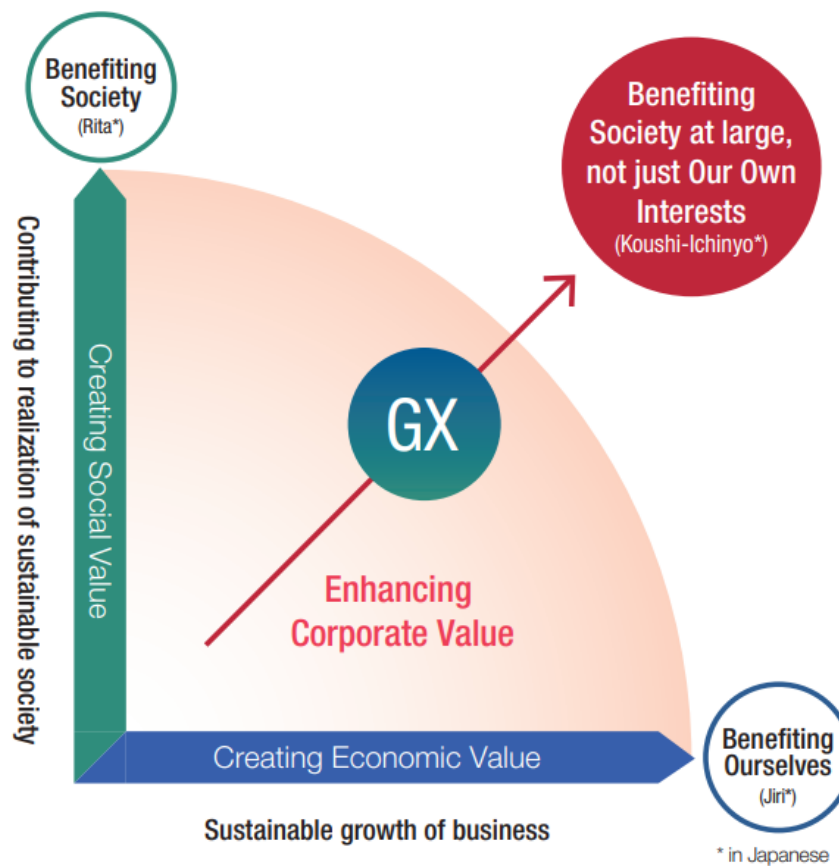 Benefiting
Society
(Rita*)
Benefiting
Society at large,
not just Our Own
Interests
(Koushi-Ichinyo*)
Contributing to realization of sustainable society
Creating Social Value
GX
Enhancing
Corporate Value
Creating Economic Value
Benefiting
Ourselves
(Jiri*)
Sustainable growth of business
* in Japanese